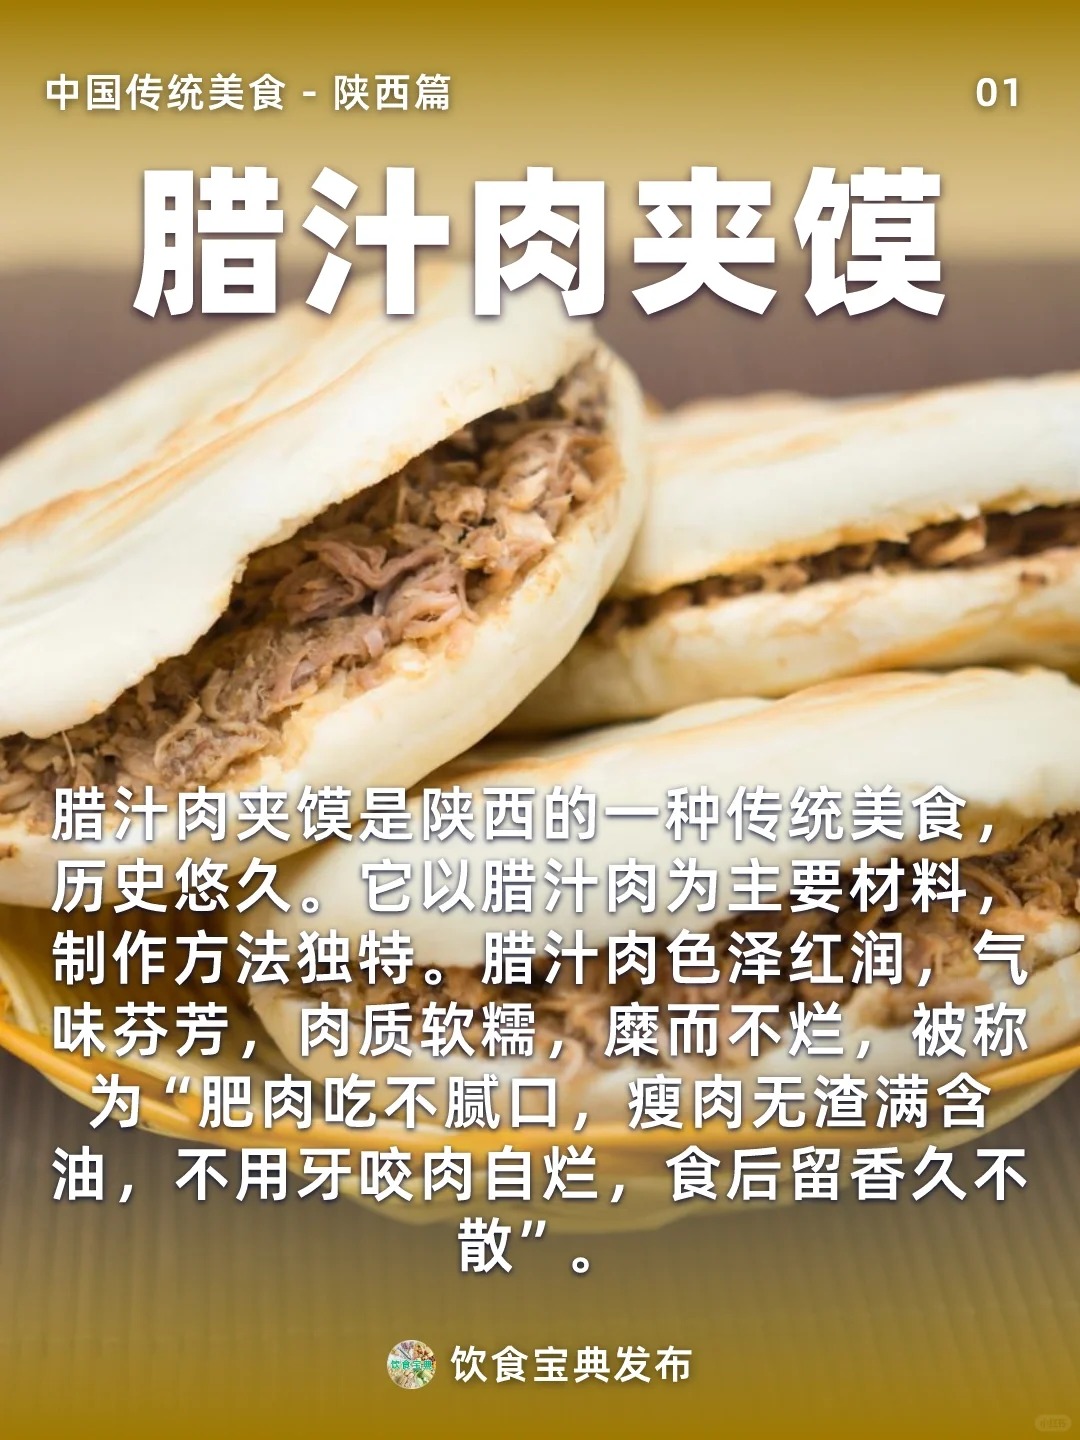 中国传统美食 - 陕西篇
01
腊汁肉夹馍
腊汁肉夹馍是陕西的一种传统美食，
历史悠久。它以腊汁肉为主要材料，
制作方法独特。腊汁肉色泽红润，气
味芬芳，肉质软糯，糜而不烂，被称
为“肥肉吃不腻口，瘦肉无渣满含
油，不用牙咬肉自烂，食后留香久不
散”。
饮食宝典
饮食宝典发布